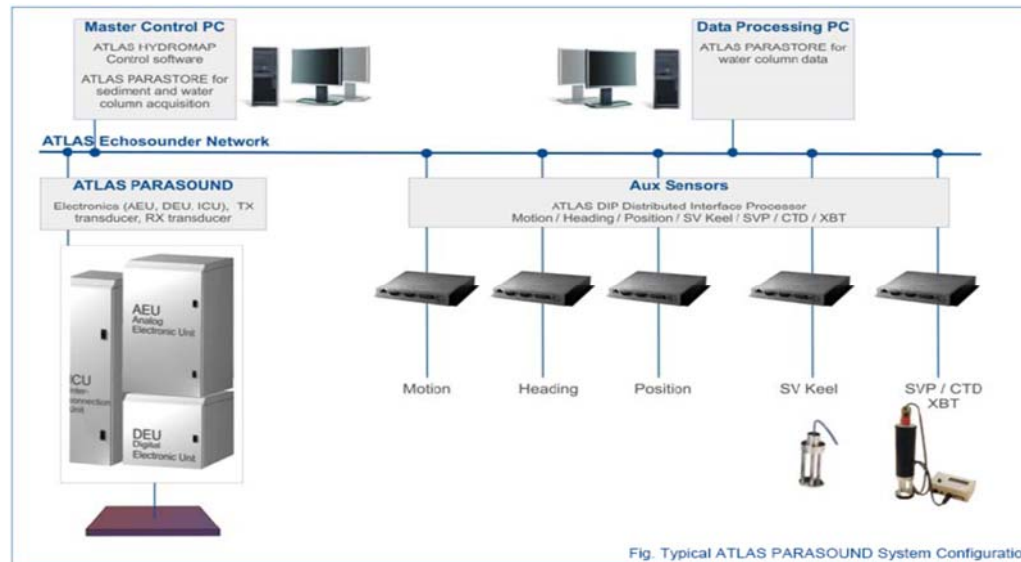 Master Control PC
ATLAS HYDROMAP
Control software
ATLAS PARASTORE for
sediment and water
column acquisition
Data Processing PC
ATLAS PARASTORE for
water column data
ATLAS Echosounder Network
ATLAS PARASOUND
Electronics (AEU, DEU. ICU), TX
transducer, RX transducer
Aux Sensors
ATLAS DIP Distributed Interface Processor
Motion / Heading / Position / SV Keel / SVP / CTD / XBT
AEU
Analog
Electronic Unit
ICU
Inter-
connection
Unit
DEU
Digital
Electronic Unit
Motion
Heading
Position
SV Keel
SVP / CTD
XBT
Fig. Typical ATLAS PARASOUND System Configuratio